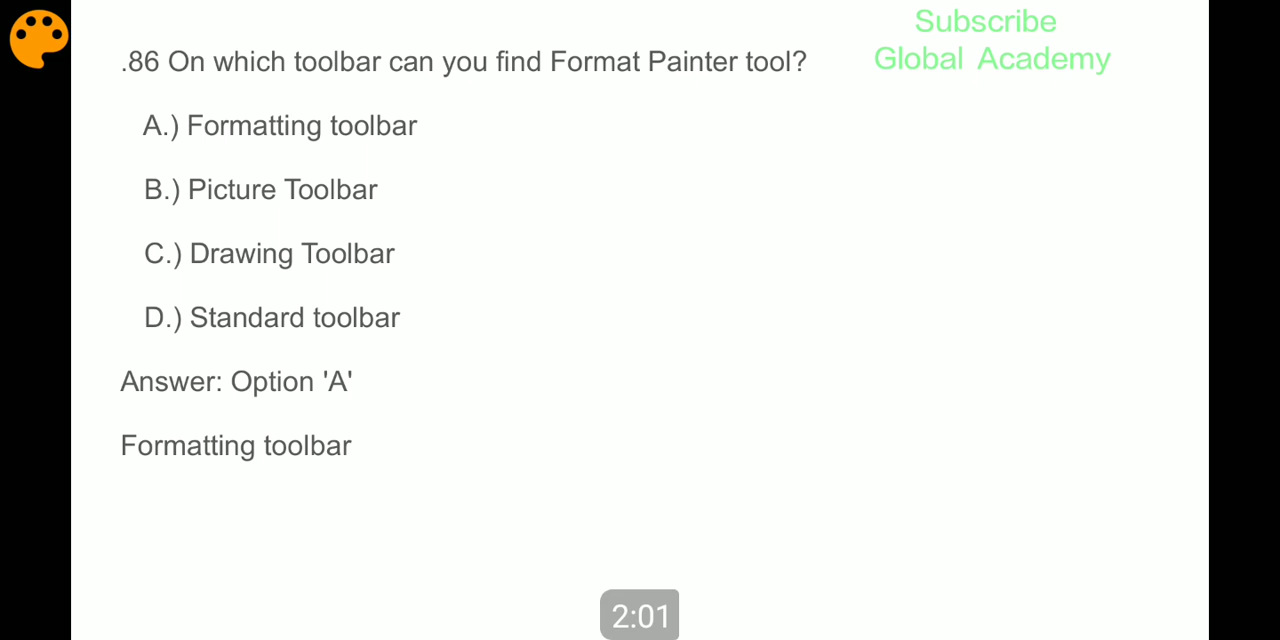 Subscribe
Global Academy
.86 On which toolbar can you find Format Painter tool?
A.) Formatting toolbar
B.) Picture Toolbar
C.) Drawing Toolbar
D.) Standard toolbar
Answer: Option 'A'
Formatting toolbar
2:01